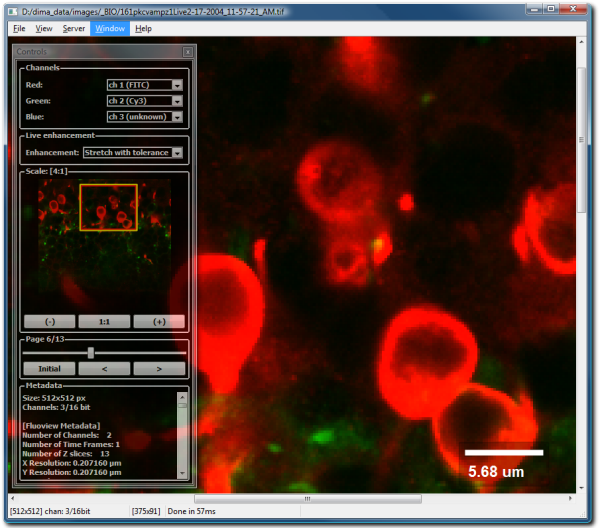 D:/dima_data/images/_BIO/161pkcvampz1Live2-17-2004_11-57-21_AM.tif
File View Server Window Help
Controls
Channels
Red: ch 1 (FITC)
Green: ch 2 (Cy3)
Blue: ch 3 (unknown)
Live enhancement
Enhancement: Stretch with tolerance
Scale: [4:1]
(-) 1:1 (+)
Page 6/13
Initial < >
Metadata
Size: 512x512 px
Channels: 3/16 bit
[Fluoview Metadata]
Number of Channels: 2
Number of Time Frames: 1
Number of Z slices: 13
X Resolution: 0.207160 µm
Y Resolution: 0.207160 µm
5.68 um
[512x512] chan: 3/16bit [375x91] Done in 57ms